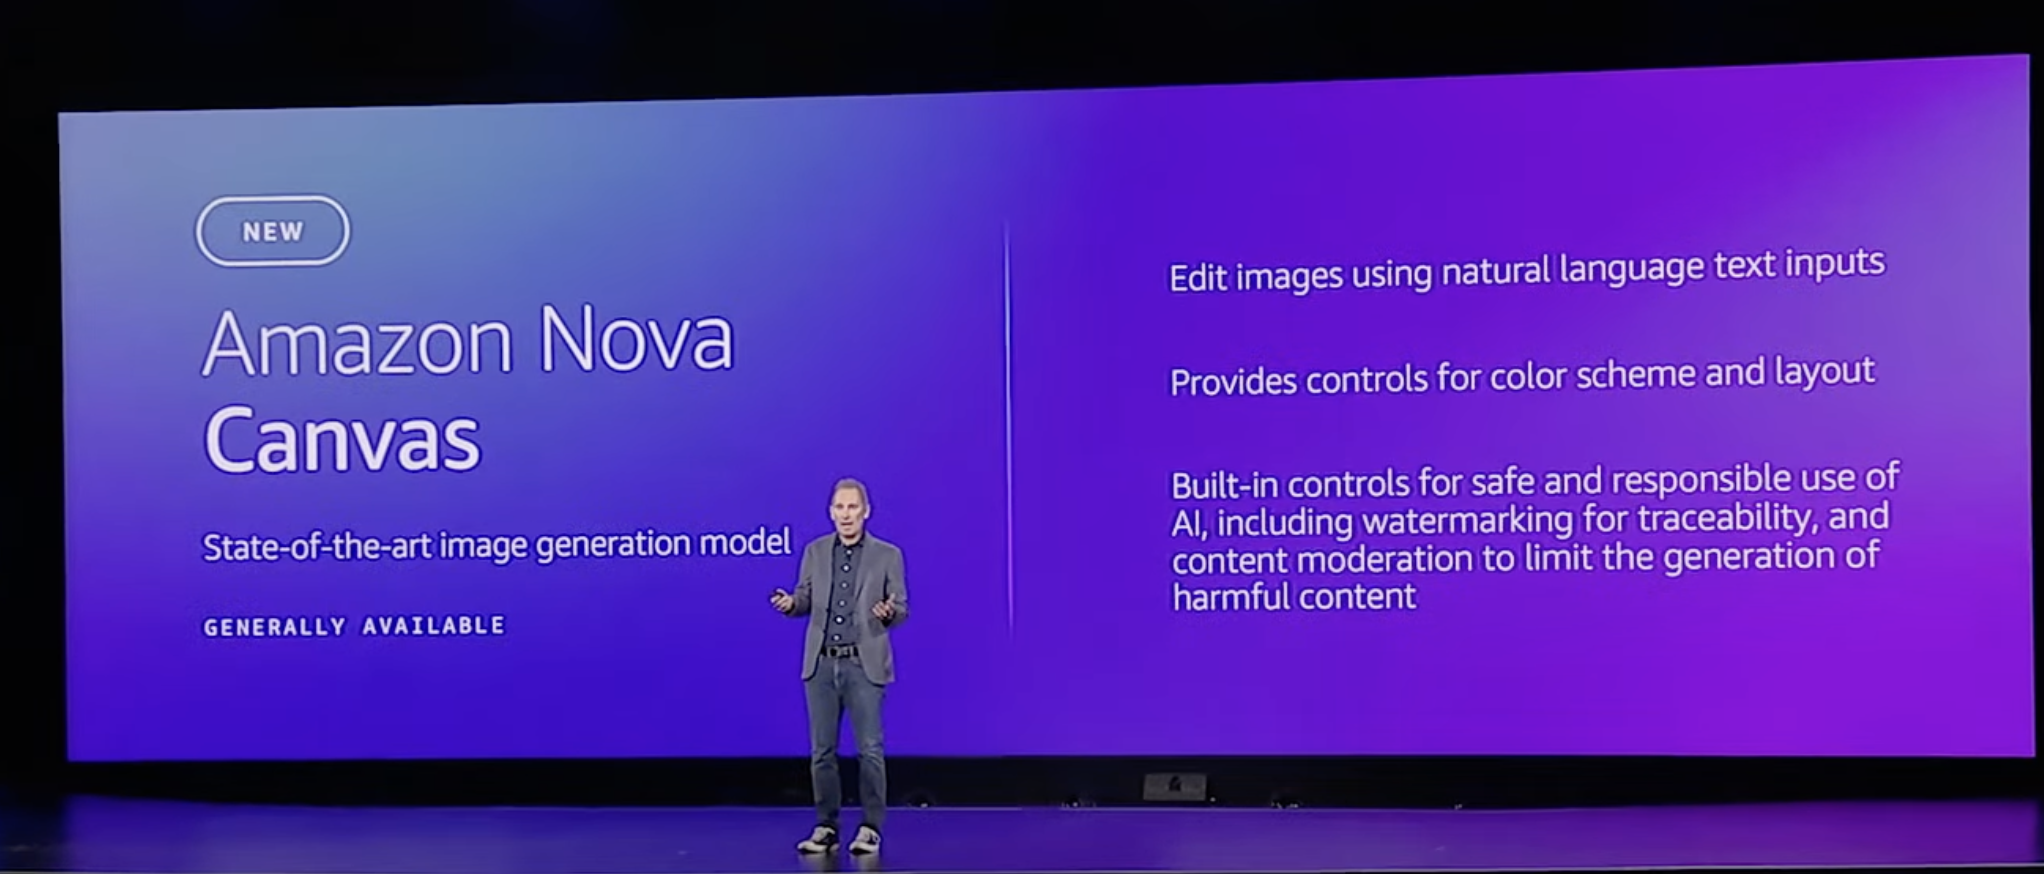 NEW
Amazon Nova
Canvas
State-of-the-art image generation model
GENERALLY AVAILABLE
Edit images using natural language text inputs
Provides controls for color scheme and layout
Built-in controls for safe and responsible use of
AI, including watermarking for traceability, and
content moderation to limit the generation of
harmful content